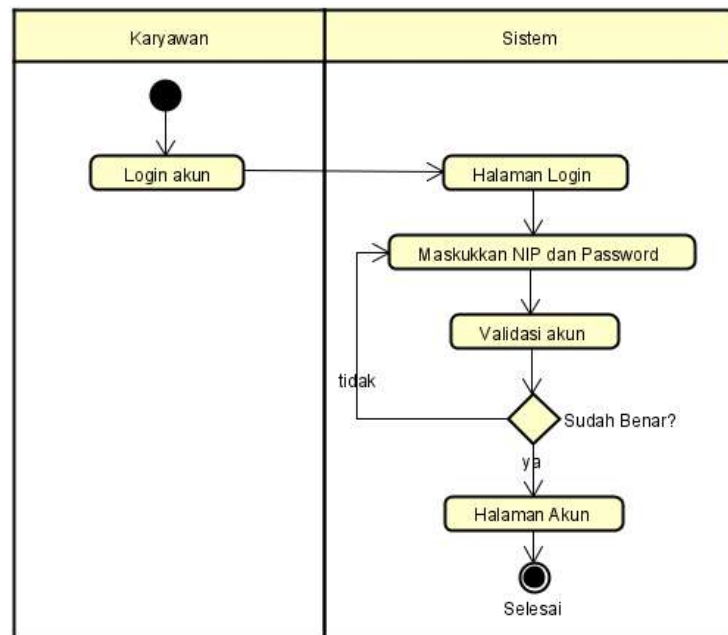 Karyawan
Sistem
Login akun
Halaman Login
Maskukkan NIP dan Password
Validasi akun
tidak
Sudah Benar?
ya
Halaman Akun
Selesai